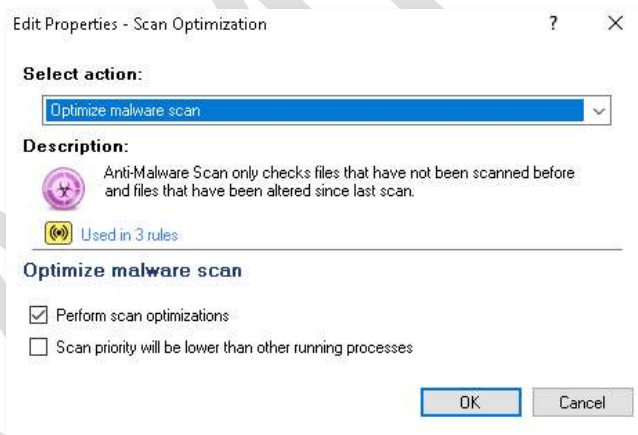 Edit Properties - Scan Optimization
?
Select action:
Optimize malware scan
Description:
Anti-Malware Scan only checks files that have not been scanned before
and files that have been altered since last scan.
Used in 3 rules
Optimize malware scan
Perform scan optimizations
Scan priority will be lower than other running processes
OK Cancel